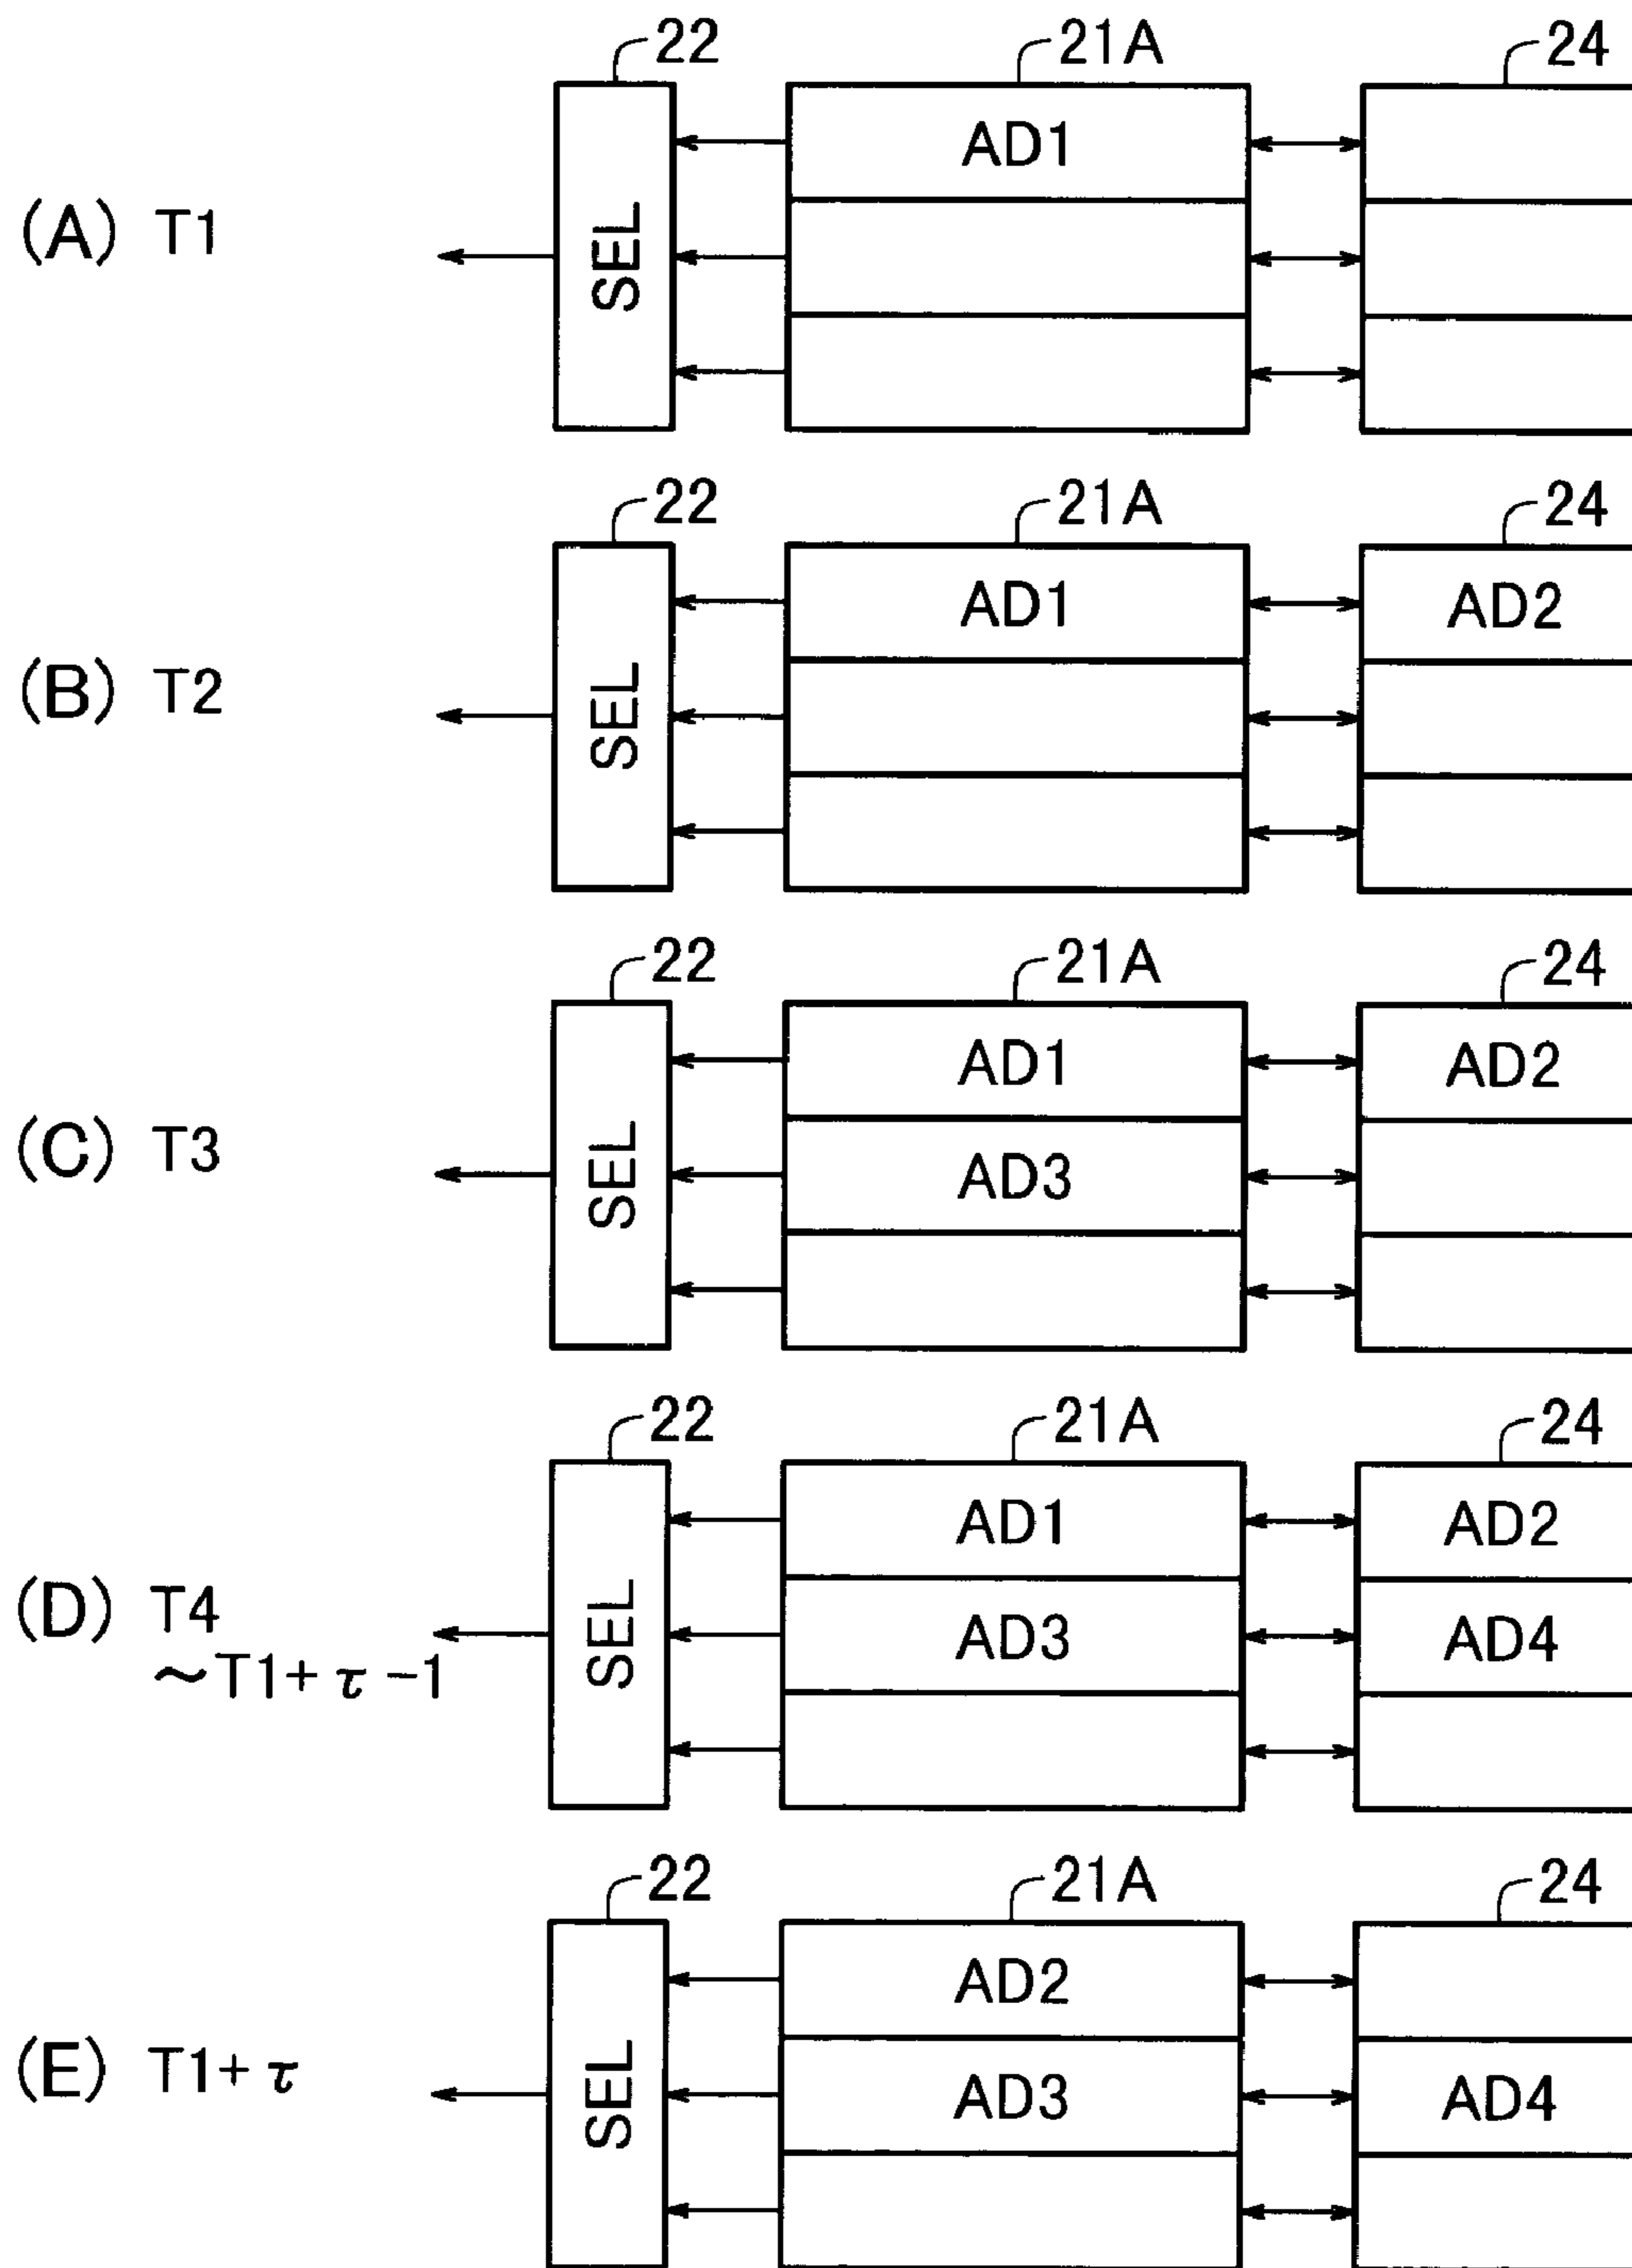 22 21A 24
(A) T1 SEL AD1
22 21A 24
(B) T2 SEL AD1 AD2
22 21A 24
(C) T3 SEL AD1 AD2
AD3
22 21A 24
(D) T4 SEL AD1 AD2
~T1+τ-1 AD3 AD4
22 21A 24
(E) T1+τ SEL AD2
AD3 AD4